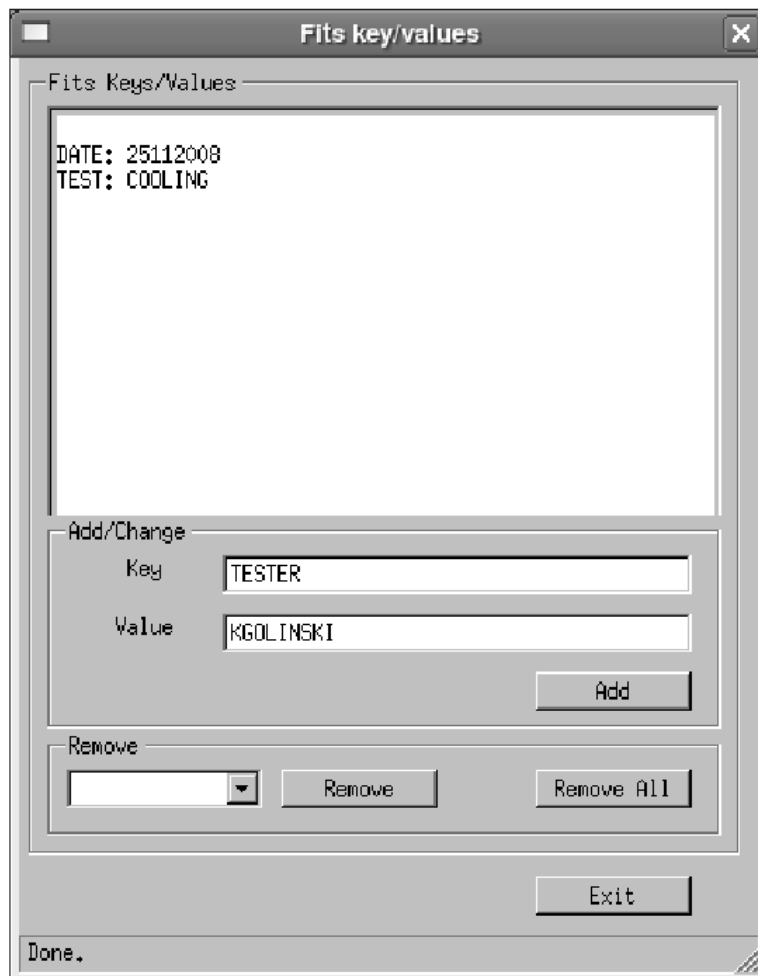 Fits key/values
Fits Keys/Values
DATE: 25112008
TEST: COOLING
Add/Change
Key TESTER
Value KGOLINSKI
Add
Remove
Remove Remove All
Exit
Done.